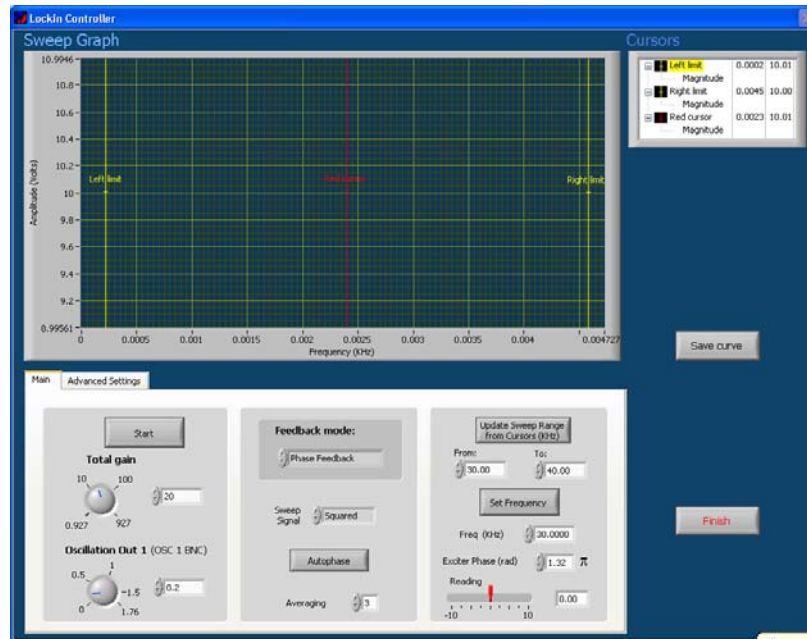 Lockin Controller
Sweep Graph
Cursors
10.9946
10.8
10.6
10.4
10.2
10
9.8
9.6
9.4
9.2
8.99561
Amplitude (Volts)
Left limit
Red cursor
Right limit
0 0.0005 0.001 0.0015 0.002 0.0025 0.003 0.0035 0.004 0.004727
Frequency (KHz)
Left limit 0.0002 10.01
Magnitude
Right limit 0.0045 10.00
Magnitude
Red cursor 0.0023 10.01
Magnitude
Save curve
Finish
Main Advanced Settings
Start
Total gain
10 100
0.927 927
20
Oscillation Out 1 (OSC 1 BNC)
1
0.5
-1.5
0 1.76
0.2
Feedback mode:
Phase Feedback
Sweep
Signal
Squared
Autophase
Averaging 3
Update Sweep Range
from Cursors (KHz)
From: To:
30.00 40.00
Set Frequency
Freq (KHz) 30.0000
Exciter Phase (rad) 1.32 π
Reading
-10 10
0.00